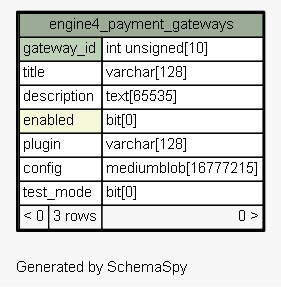 engine4_payment_gateways
gateway_id int unsigned[10]
title varchar[128]
description text[65535]
enabled bit[0]
plugin varchar[128]
config mediumblob[16777215]
test_mode bit[0]
< 0 3 rows 0 >
Generated by SchemaSpy